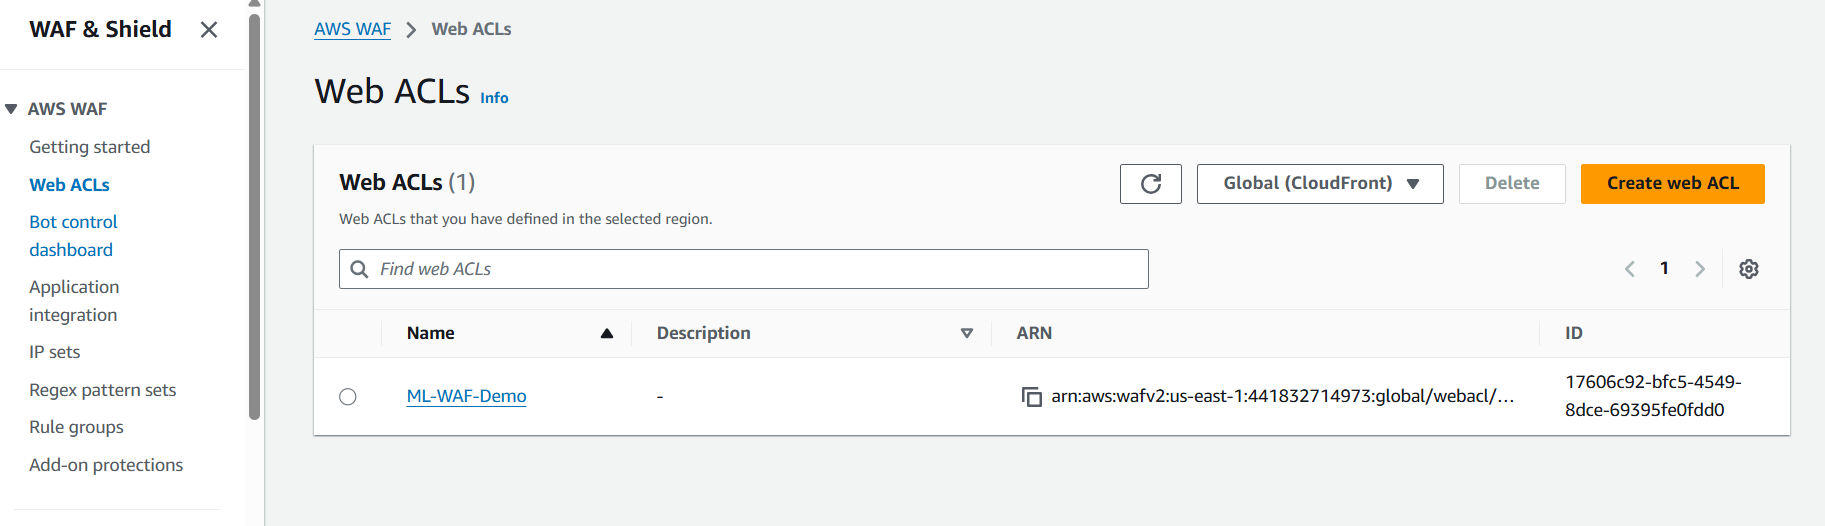 WAF & Shield
AWS WAF
Getting started
Web ACLs
Bot control
dashboard
Application
integration
IP sets
Regex pattern sets
Rule groups
Add-on protections
AWS WAF > Web ACLs
Web ACLs Info
Web ACLs (1)
Global (CloudFront)
Delete
Create web ACL
Web ACLs that you have defined in the selected region.
Find web ACLs
1
Name
Description
ARN
ID
ML-WAF-Demo
-
arn:aws:wafv2:us-east-1:441832714973:global/webacl/...
17606c92-bfc5-4549-
8dce-69395fe0fdd0